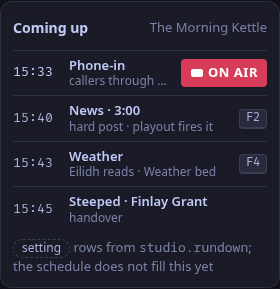 Coming up The Morning Kettle
15:33 Phone-in
callers through ... ON AIR
15:40 News · 3:00
hard post · playout fires it F2
15:43 Weather
Eilidh reads · Weather bed F4
15:45 Steeped · Finlay Grant
handover
setting rows from studio.rundown;
the schedule does not fill this yet